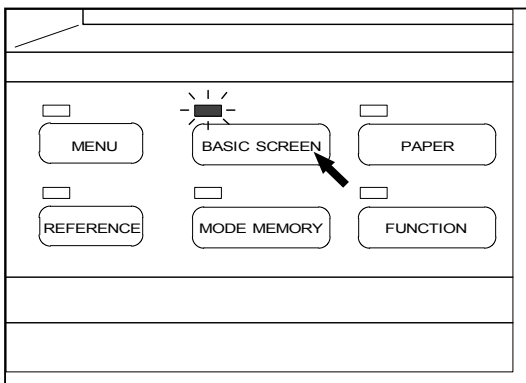 MENU
BASIC SCREEN
PAPER
REFERENCE
MODE MEMORY
FUNCTION